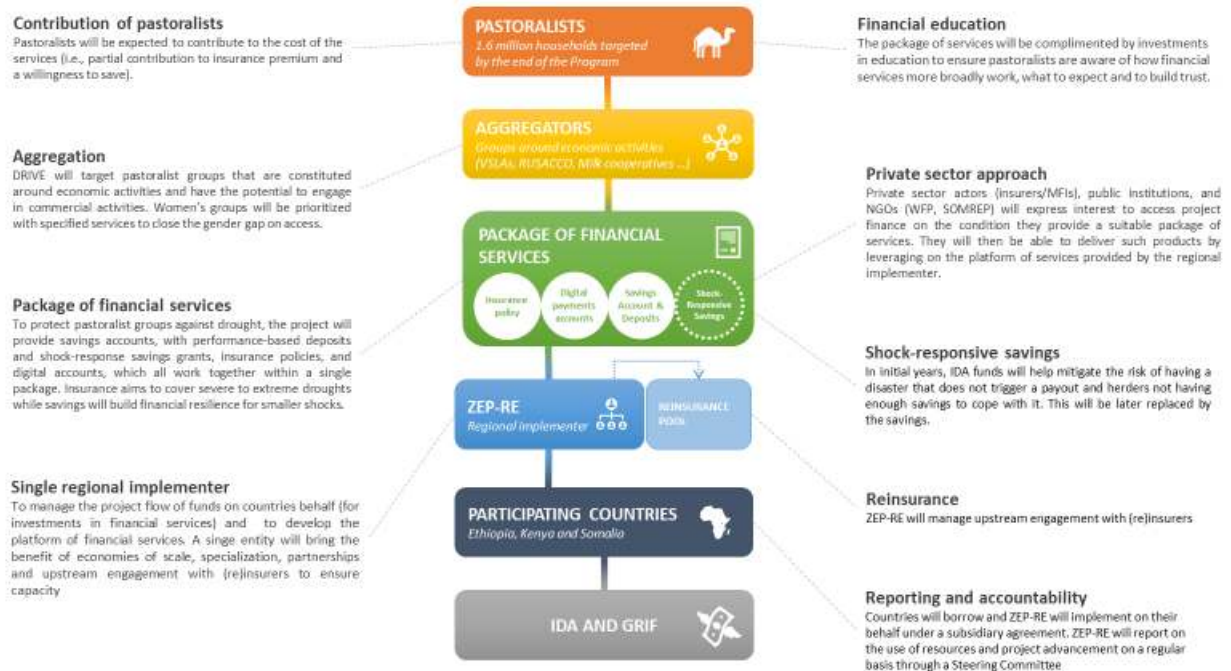 Contribution of pastoralists
Pastoralists will be expected to contribute to the cost of the
services (i.e., partial contribution to insurance premium and
a willingness to save).
Aggregation
DRIVE will target pastoralist groups that are constituted
around economic activities and have the potential to engage
in commercial activities. Women's groups will be prioritized
with specified services to close the gender gap on access.
Package of financial services
To protect pastoralist groups against drought, the project will
provide savings accounts, with performance-based deposits
and shock-response savings grants, insurance policies, and
digital accounts, which all work together within a single
package. Insurance aims to cover severe to extreme droughts
while savings will build financial resilience for smaller shocks.
Single regional implementer
To manage the project flow of funds on countries behalf (for
investments in financial services) and to develop the
platform of financial services. A singe entity will bring the
benefit of economies of scale, specialization, partnerships
and upstream engagement with (re)insurers to ensure
capacity
PASTORALISTS
1.6 million households targeted
by the end of the Program
AGGREGATORS
Groups around economic activities
(VSLAs, RUSACCO, Milk cooperatives ...)
PACKAGE OF FINANCIAL
SERVICES
Insurance
policy
Digital
payments
accounts
Savings
Account &
Deposits
Shock-
Responsive
Savings
ZEP-RE
Regional implementer
REINSURANCE
POOL
PARTICIPATING COUNTRIES
Ethiopia, Kenya and Somalia
IDA AND GRIF
Financial education
The package of services will be complimented by investments
in education to ensure pastoralists are aware of how financial
services more broadly work, what to expect and to build trust.
Private sector approach
Private sector actors (insurers/MFIs), public institutions, and
NGOs (WFP, SOMREP) will express interest to access project
finance on the condition they provide a suitable package of
services. They will then be able to deliver such products by
leveraging on the platform of services provided by the regional
implementer.
Shock-responsive savings
In initial years, IDA funds will help mitigate the risk of having a
disaster that does not trigger a payout and herders not having
enough savings to cope with it. This will be later replaced by
the savings.
Reinsurance
ZEP-RE will manage upstream engagement with (re)insurers
Reporting and accountability
Countries will borrow and ZEP-RE will implement on their
behalf under a subsidiary agreement. ZEP-RE will report on
the use of resources and project advancement on a regular
basis through a Steering Committee